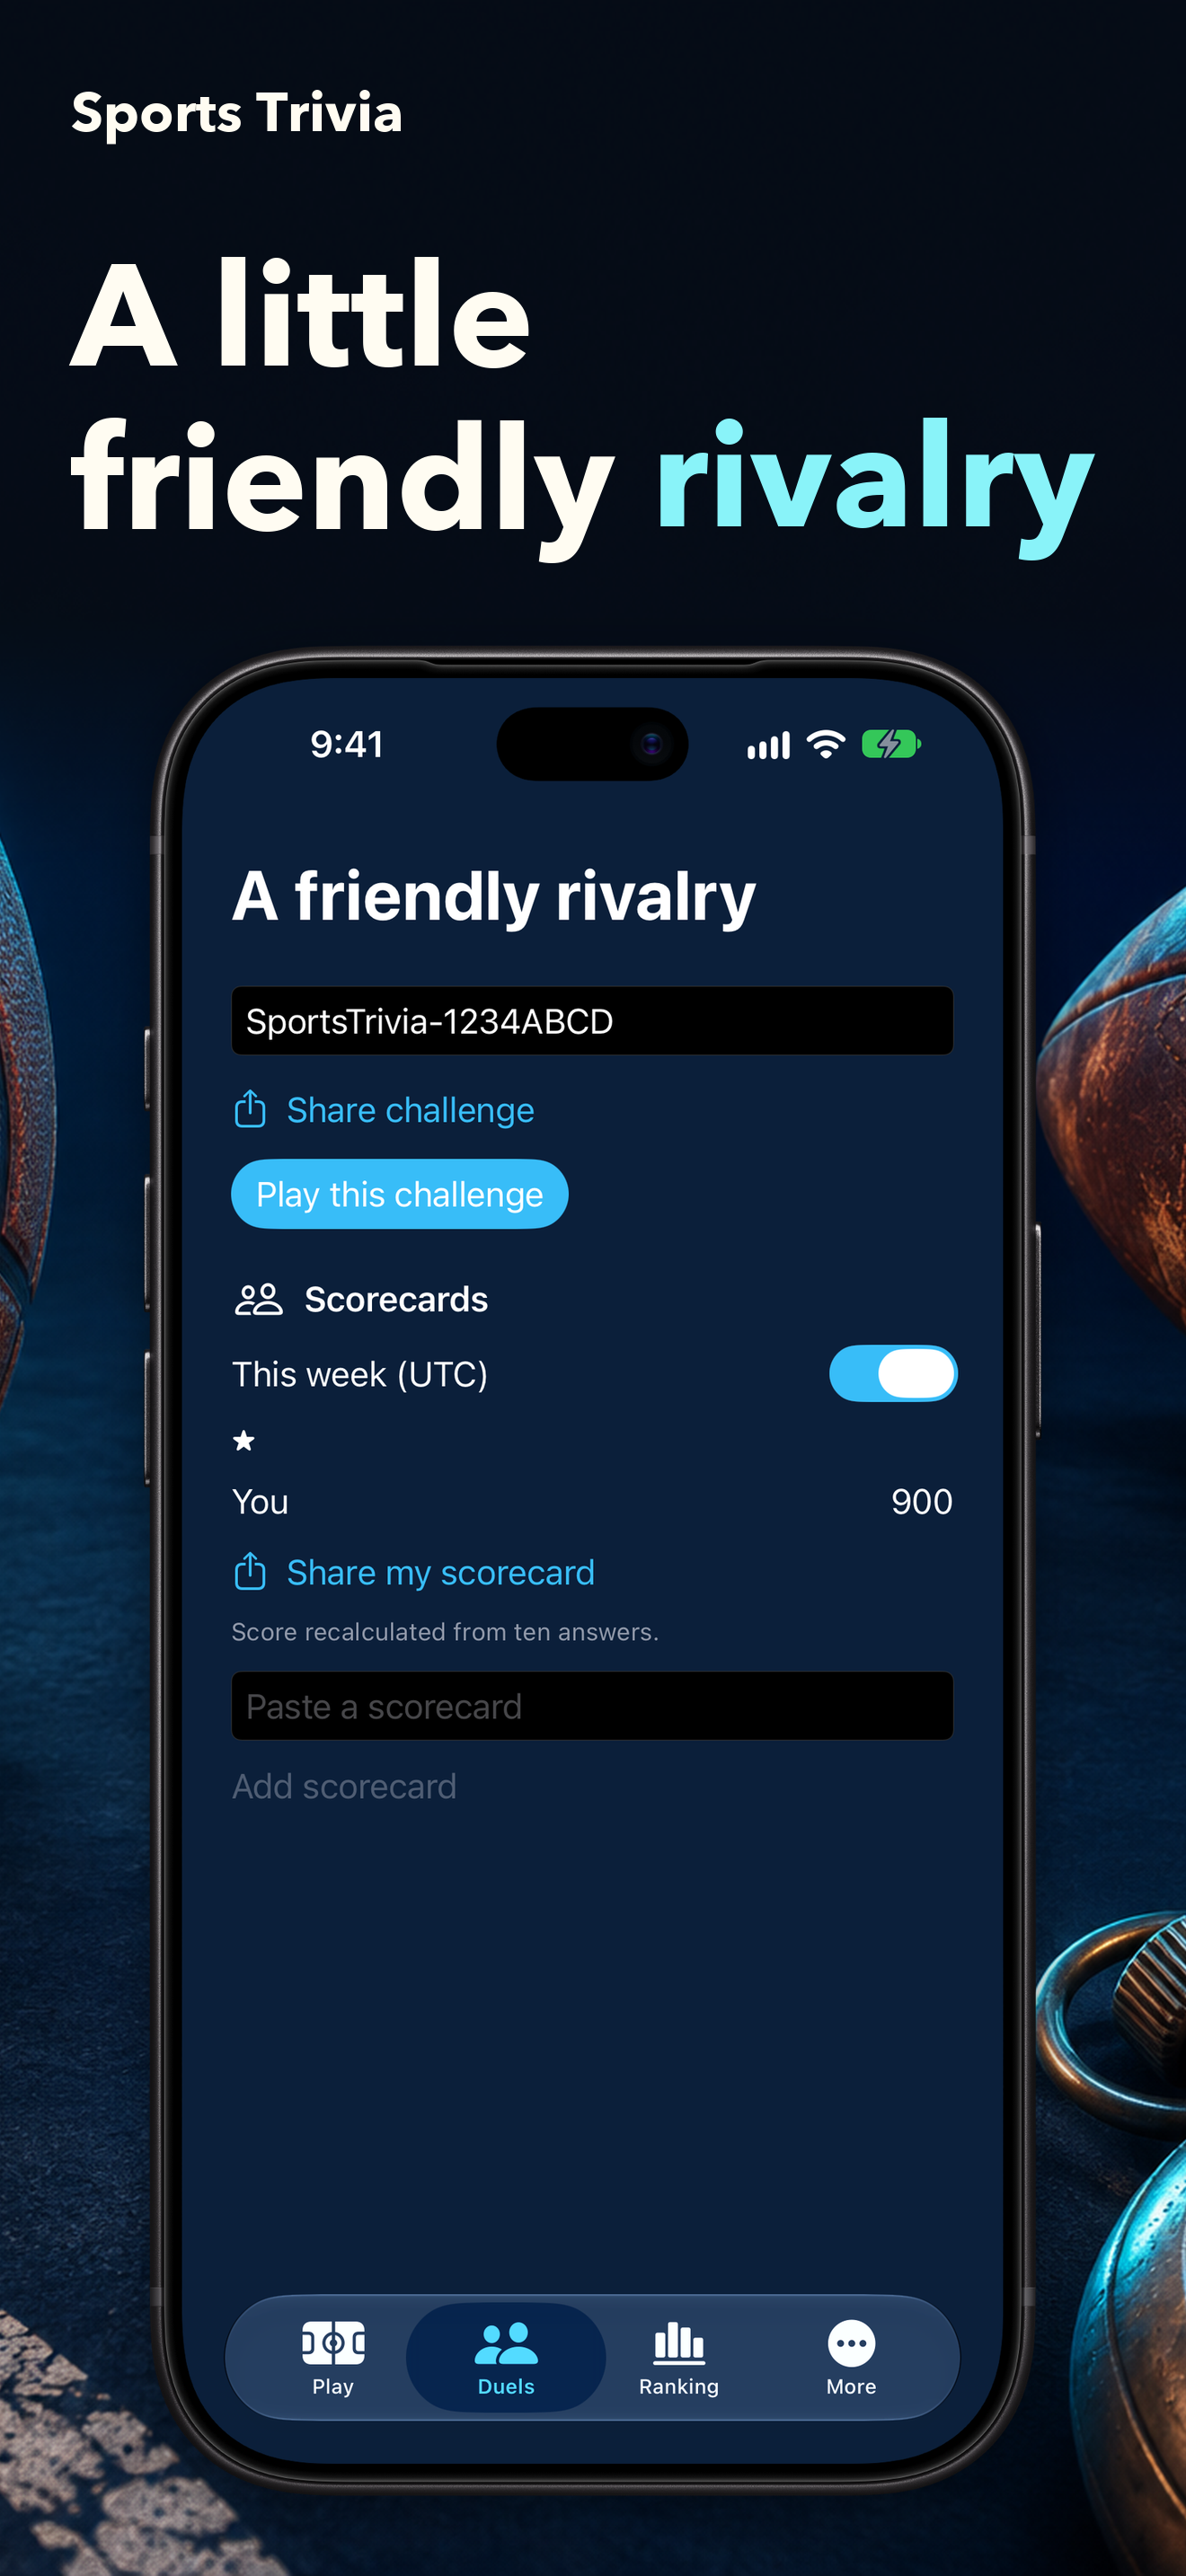 Sports Trivia
A little
friendly rivalry
9:41
A friendly rivalry
SportsTrivia-1234ABCD
Share challenge
Play this challenge
Scorecards
This week (UTC)
You 900
Share my scorecard
Score recalculated from ten answers.
Paste a scorecard
Add scorecard
Play Duels Ranking More